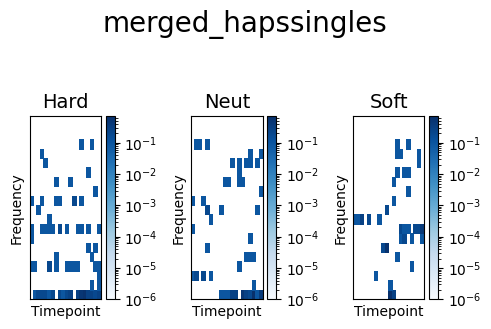 merged_hapssingles
Hard
Neut
Soft
Frequency
Timepoint
10⁻¹
10⁻²
10⁻³
10⁻⁴
10⁻⁵
10⁻⁶
Frequency
Timepoint
10⁻¹
10⁻²
10⁻³
10⁻⁴
10⁻⁵
10⁻⁶
Frequency
Timepoint
10⁻¹
10⁻²
10⁻³
10⁻⁴
10⁻⁵
10⁻⁶